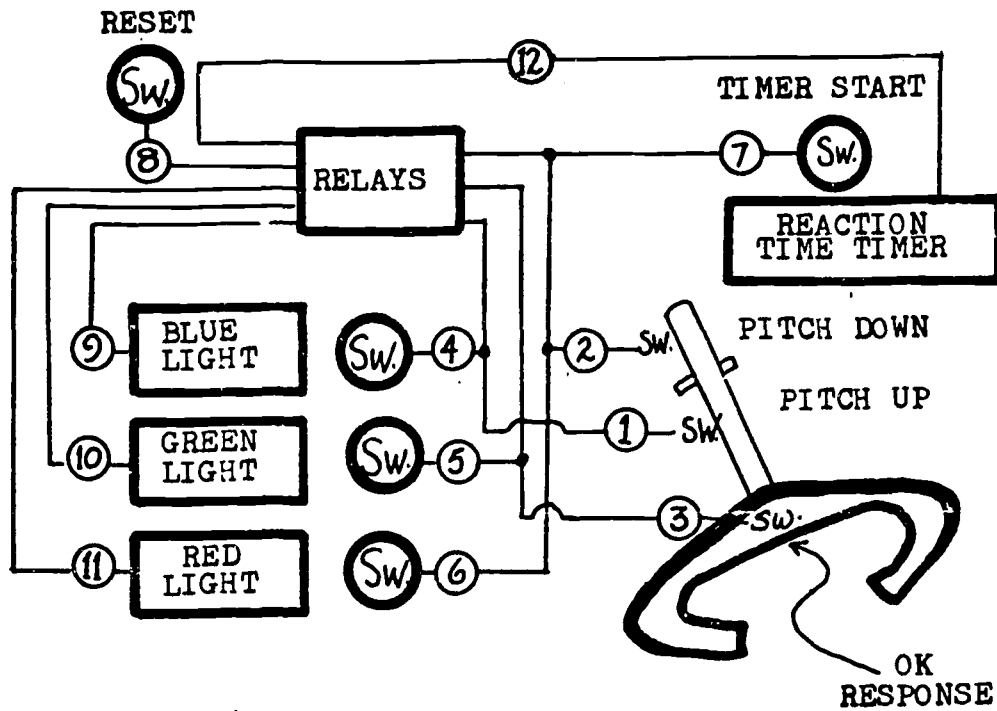 RESET
Sw.
8
12
TIMER START
7
Sw.
RELAYS
REACTION
TIME TIMER
9
BLUE
LIGHT
Sw.
4
2
SW.
PITCH DOWN
PITCH UP
1
SW.
10
GREEN
LIGHT
Sw.
5
3
SW.
11
RED
LIGHT
Sw.
6
OK
RESPONSE